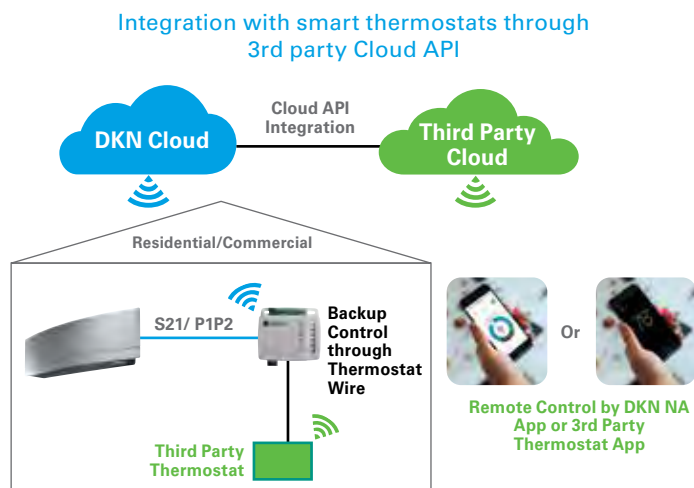 Integration with smart thermostats through
3rd party Cloud API
DKN Cloud
Cloud API
Integration
Third Party
Cloud
Residential/Commercial
S21/ P1P2
Backup
Control
through
Thermostat
Wire
Third Party
Thermostat
Or
78
Remote Control by DKN NA
App or 3rd Party
Thermostat App